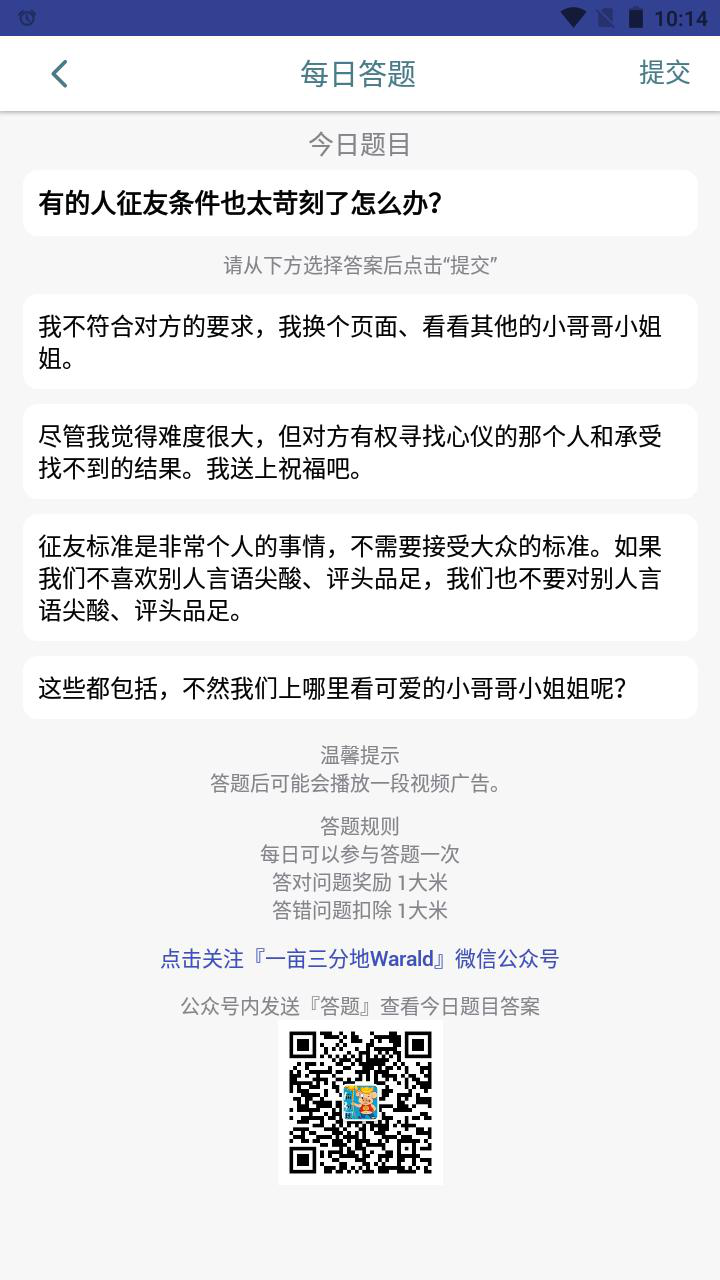 10:14
每日答题
提交
今日题目
有的人征友条件也太苛刻了怎么办？
请从下方选择答案后点击“提交”
我不符合对方的要求，我换个页面、看看其他的小哥哥小姐
姐。
尽管我觉得难度很大，但对方有权寻找心仪的那个人和承受
找不到的结果。我送上祝福吧。
征友标准是非常个人的事情，不需要接受大众的标准。如果
我们不喜欢别人言语尖酸、评头品足，我们也不要对别人言
语尖酸、评头品足。
这些都包括，不然我们上哪里看可爱的小哥哥小姐姐呢？
温馨提示
答题后可能会播放一段视频广告。
答题规则
每日可以参与答题一次
答对问题奖励 1大米
答错问题扣除 1大米
点击关注『一亩三分地Warald』微信公众号
公众号内发送『答题』查看今日题目答案